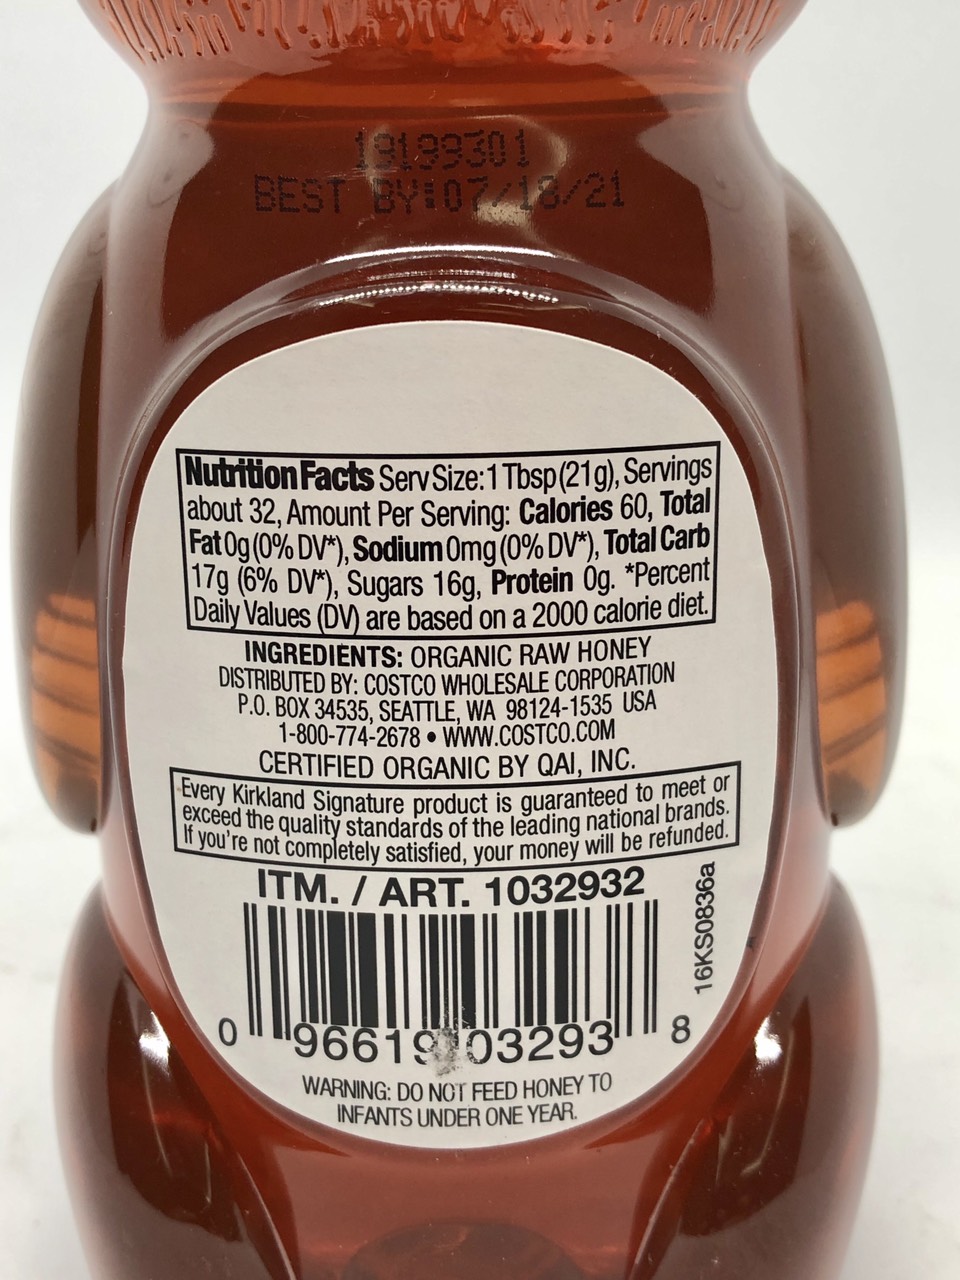 19199301
BEST BY:07/18/21
Nutrition Facts Serv Size: 1 Tbsp (21g), Servings
about 32, Amount Per Serving: Calories 60, Total
Fat 0g (0% DV*), Sodium 0mg (0% DV*), Total Carb
17g (6% DV*), Sugars 16g, Protein 0g. *Percent
Daily Values (DV) are based on a 2000 calorie diet.
INGREDIENTS: ORGANIC RAW HONEY
DISTRIBUTED BY: COSTCO WHOLESALE CORPORATION
P.O. BOX 34535, SEATTLE, WA 98124-1535 USA
1-800-774-2678 • WWW.COSTCO.COM
CERTIFIED ORGANIC BY QAI, INC.
Every Kirkland Signature product is guaranteed to meet or
exceed the quality standards of the leading national brands.
If you're not completely satisfied, your money will be refunded.
ITM. / ART. 1032932
16KS0836a
0 96619 03293 8
WARNING: DO NOT FEED HONEY TO
INFANTS UNDER ONE YEAR.